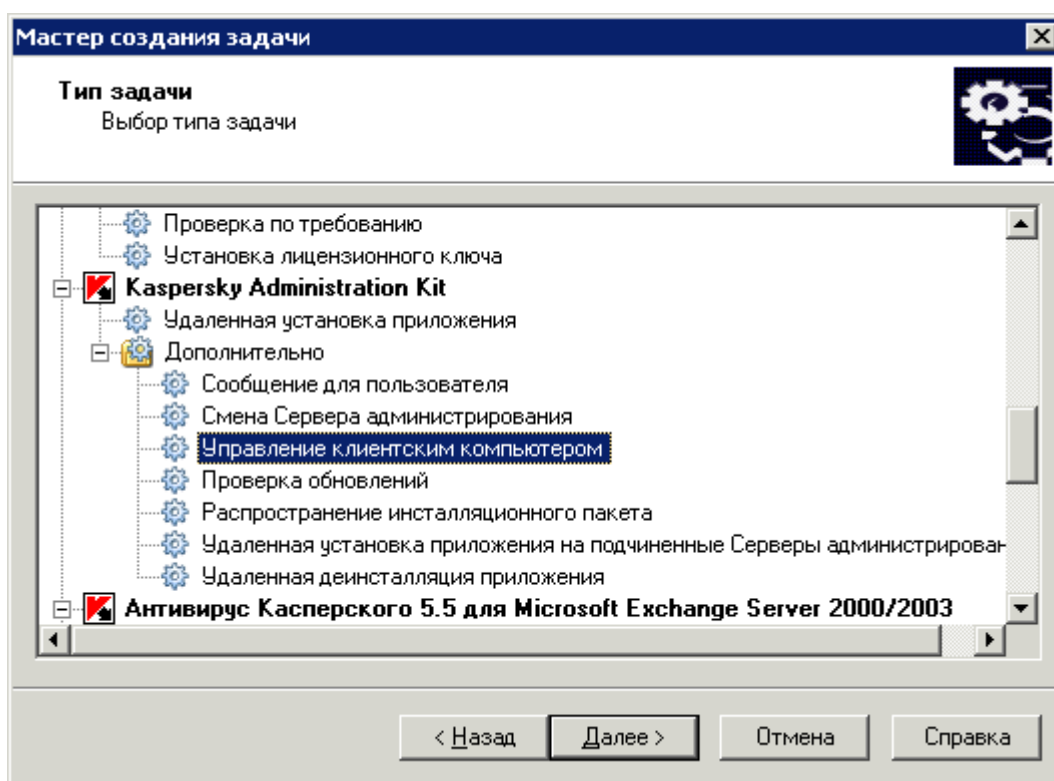 Мастер создания задачи
Тип задачи
Выбор типа задачи
Проверка по требованию
Установка лицензионного ключа
Kaspersky Administration Kit
Удаленная установка приложения
Дополнительно
Сообщение для пользователя
Смена Сервера администрирования
Управление клиентским компьютером
Проверка обновлений
Распространение инсталляционного пакета
Удаленная установка приложения на подчиненные Серверы администрирован
Удаленная деинсталляция приложения
Антивирус Касперского 5.5 для Microsoft Exchange Server 2000/2003
< Назад Далее > Отмена Справка